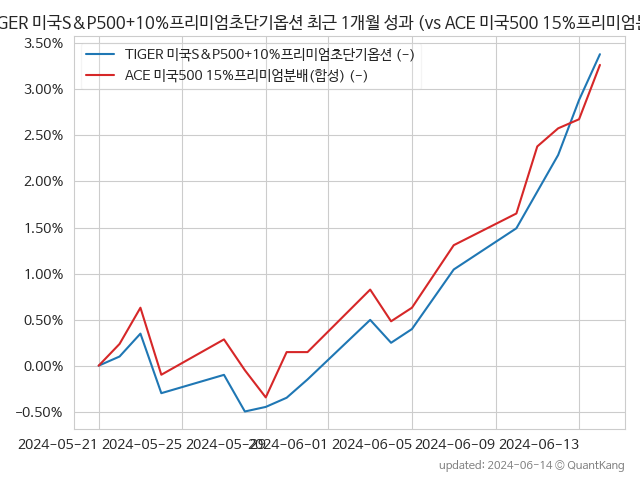 GER 미국S&P500+10%프리미엄초단기옵션 최근 1개월 성과 (vs ACE 미국500 15%프리미엄분
TIGER 미국S&P500+10%프리미엄초단기옵션 (-)
ACE 미국500 15%프리미엄분배(합성) (-)
3.50%
3.00%
2.50%
2.00%
1.50%
1.00%
0.50%
0.00%
-0.50%
2024-05-21 2024-05-25 2024-05-29 2024-06-01 2024-06-05 2024-06-09 2024-06-13
updated: 2024-06-14 © QuantKang